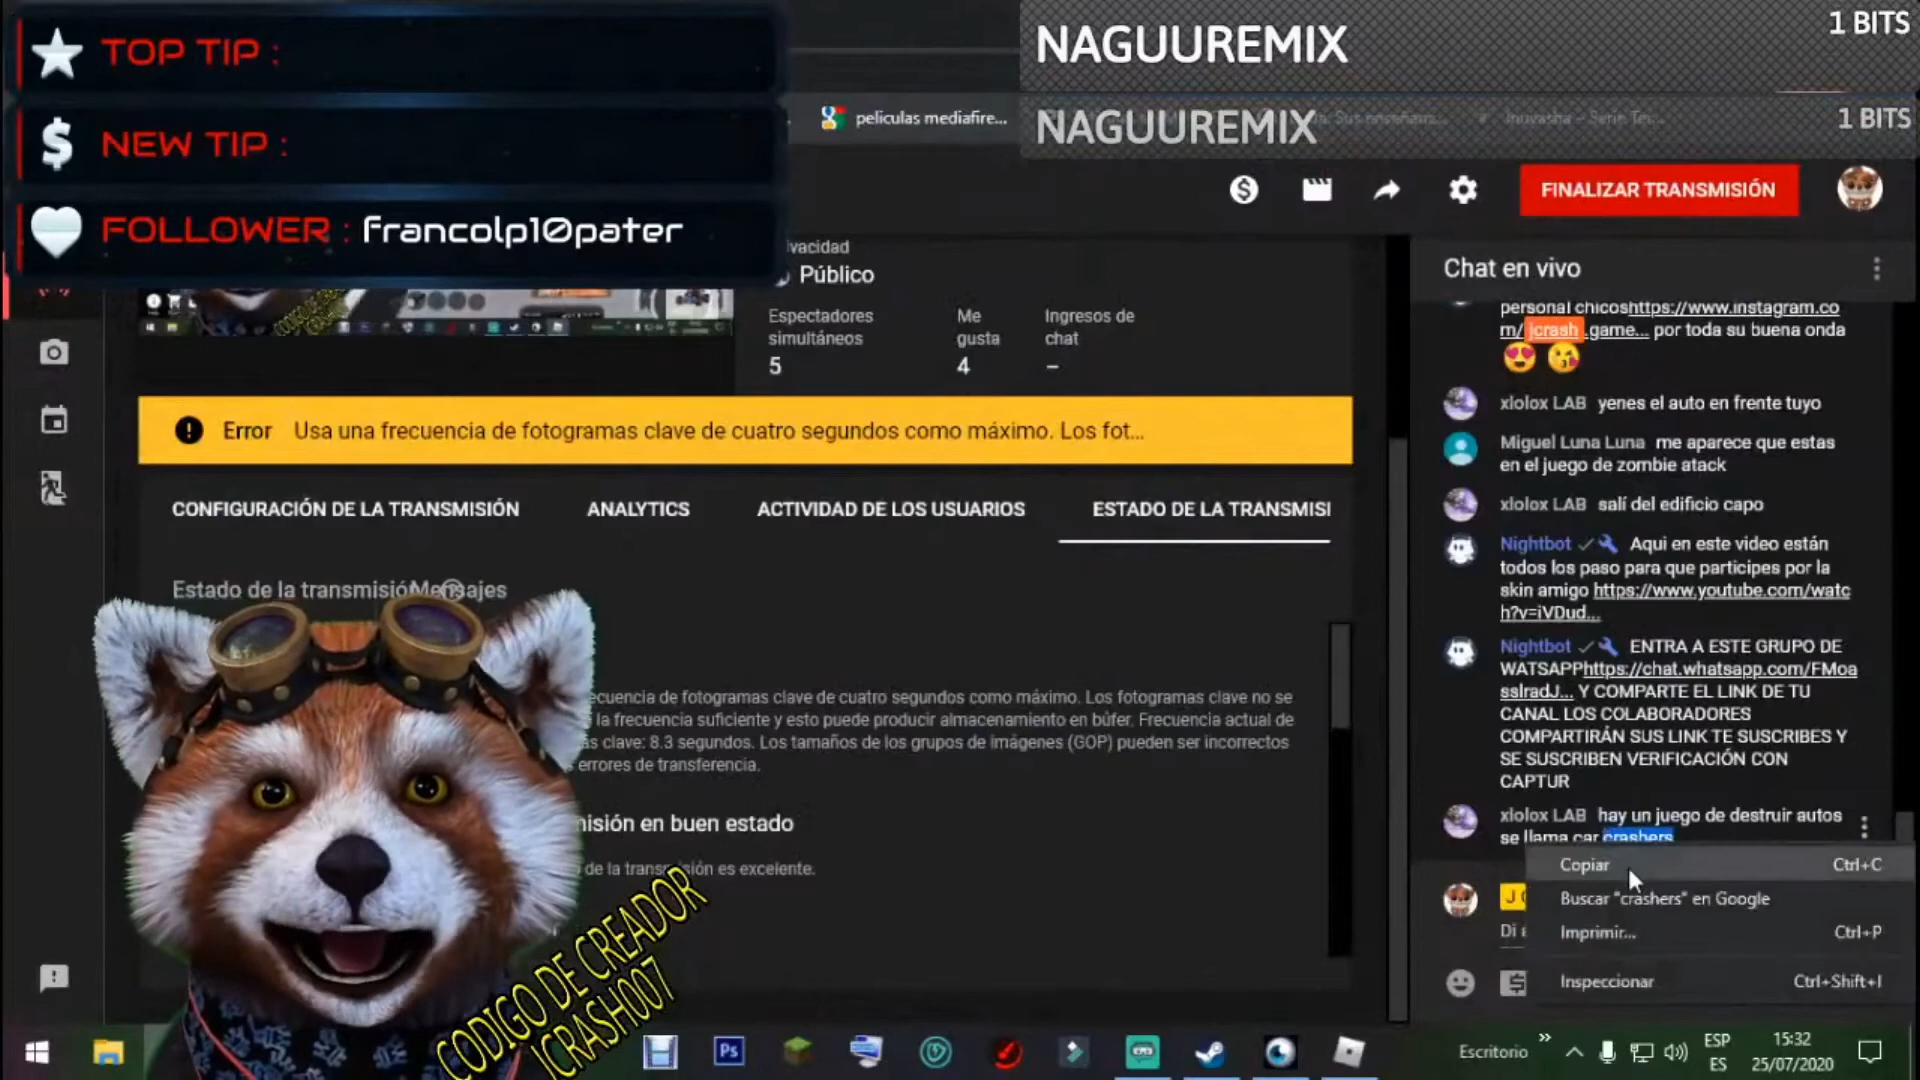 TOP TIP :
NEW TIP :
FOLLOWER : francolp10pater
NAGUUREMIX 1 BITS
NAGUUREMIX 1 BITS
peliculas mediafire...
FINALIZAR TRANSMISIÓN
ivacidad
Público
Espectadores simultáneos
5
Me gusta
4
Ingresos de chat
–
Error Usa una frecuencia de fotogramas clave de cuatro segundos como máximo. Los fot...
CONFIGURACIÓN DE LA TRANSMISIÓN
ANALYTICS
ACTIVIDAD DE LOS USUARIOS
ESTADO DE LA TRANSMISI
Estado de la transmisión
Mensajes
ecuencia de fotogramas clave de cuatro segundos como máximo. Los fotogramas clave no se
la frecuencia suficiente y esto puede producir almacenamiento en búfer. Frecuencia actual de
as clave: 8.3 segundos. Los tamaños de los grupos de imágenes (GOP) pueden ser incorrectos
errores de transferencia.
misión en buen estado
de la transmisión es excelente.
CODIGO DE CREADOR
JCRASH007
Chat en vivo
personal chicoshttps://www.instagram.co
m/jcrash.game... por toda su buena onda
xlolox LAB yenes el auto en frente tuyo
Miguel Luna Luna me aparece que estas
en el juego de zombie atack
xlolox LAB salí del edificio capo
Nightbot Aqui en este video están
todos los paso para que participes por la
skin amigo https://www.youtube.com/watc
h?v=iVDud...
Nightbot ENTRA A ESTE GRUPO DE
WATSAPPhttps://chat.whatsapp.com/FMoa
sslradJ... Y COMPARTE EL LINK DE TU
CANAL LOS COLABORADORES
COMPARTIRÁN SUS LINK TE SUSCRIBES Y
SE SUSCRIBEN VERIFICACIÓN CON
CAPTUR
xlolox LAB hay un juego de destruir autos
se llama car crashers
Copiar Ctrl+C
Buscar "crashers" en Google
Imprimir... Ctrl+P
Inspeccionar Ctrl+Shift+I
J
Di
Ps
Escritorio
ESP
ES
15:32
25/07/2020